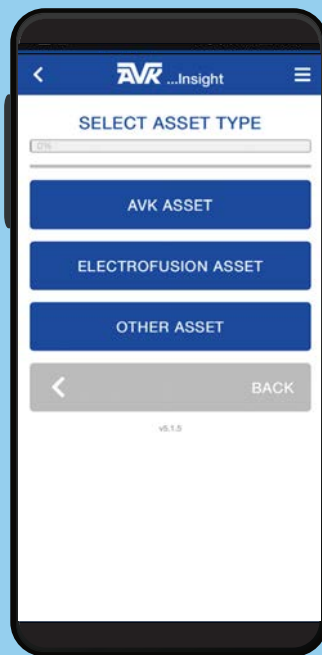 AVK ...Insight
SELECT ASSET TYPE
0%
AVK ASSET
ELECTROFUSION ASSET
OTHER ASSET
BACK
v5.1.5